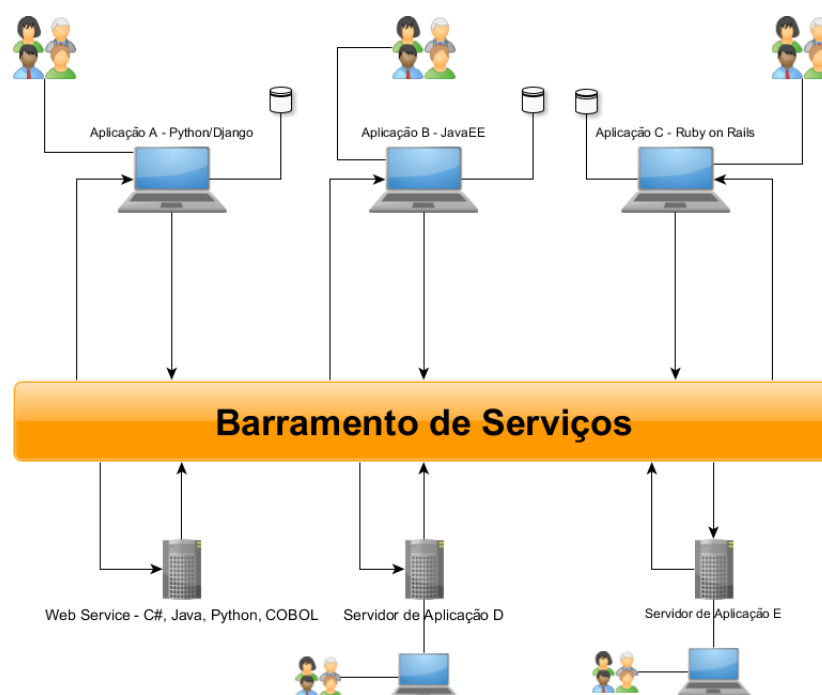 Aplicação A - Python/Django
Aplicação B - JavaEE
Aplicação C - Ruby on Rails
Barramento de Serviços
Web Service - C#, Java, Python, COBOL
Servidor de Aplicação D
Servidor de Aplicação E